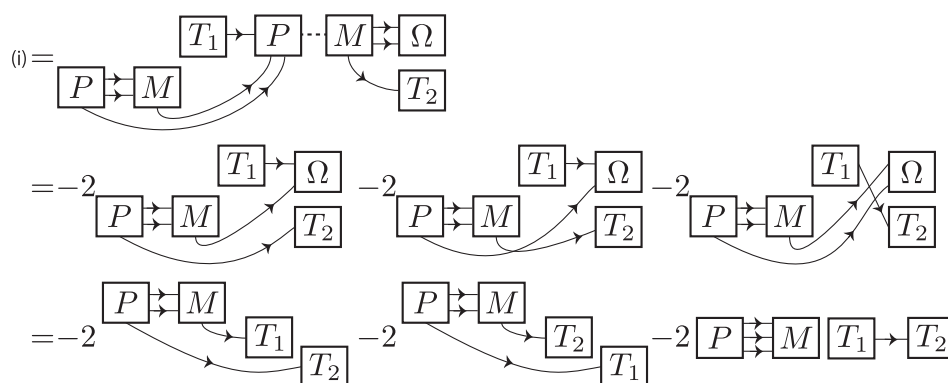 T₁ P M Ω
(i) = P M T₂
T₁ Ω T₁ Ω T₁ Ω
= −2 P M T₂ −2 P M T₂ −2 P M T₂
P M P M
= −2 T₁ −2 T₂ −2 P M T₁ T₂
T₂ T₁